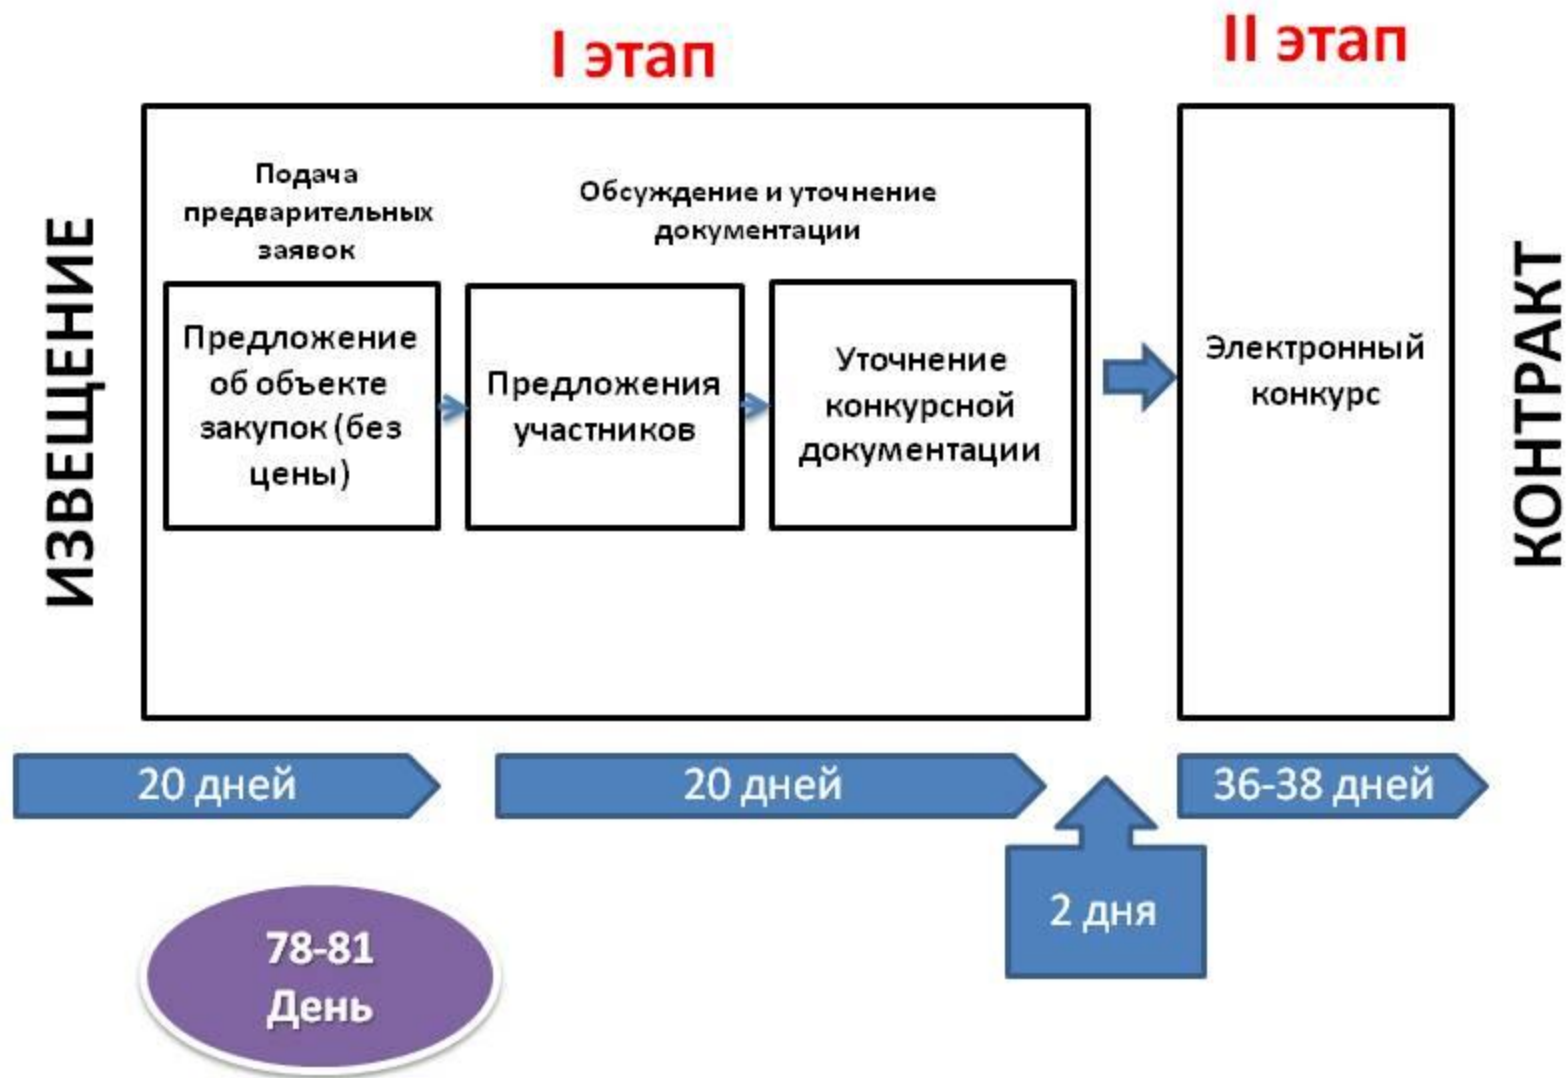 I этап
II этап
ИЗВЕЩЕНИЕ
Подача
предварительных
заявок
Обсуждение и уточнение
документации
Предложение
об объекте
закупок (без
цены)
Предложения
участников
Уточнение
конкурсной
документации
Электронный
конкурс
КОНТРАКТ
20 дней
20 дней
36-38 дней
2 дня
78-81
День